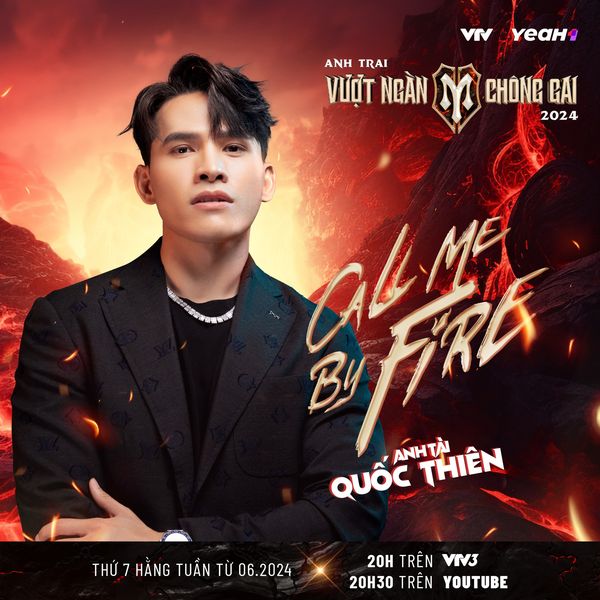 VTV YEAH1
ANH TRAI
VƯỢT NGÀN CHÔNG GAI
2024
CALL ME
BY FIRE
ANH TÀI
QUỐC THIÊN
THỨ 7 HẰNG TUẦN TỪ 06.2024
20H TRÊN VTV3
20H30 TRÊN YOUTUBE